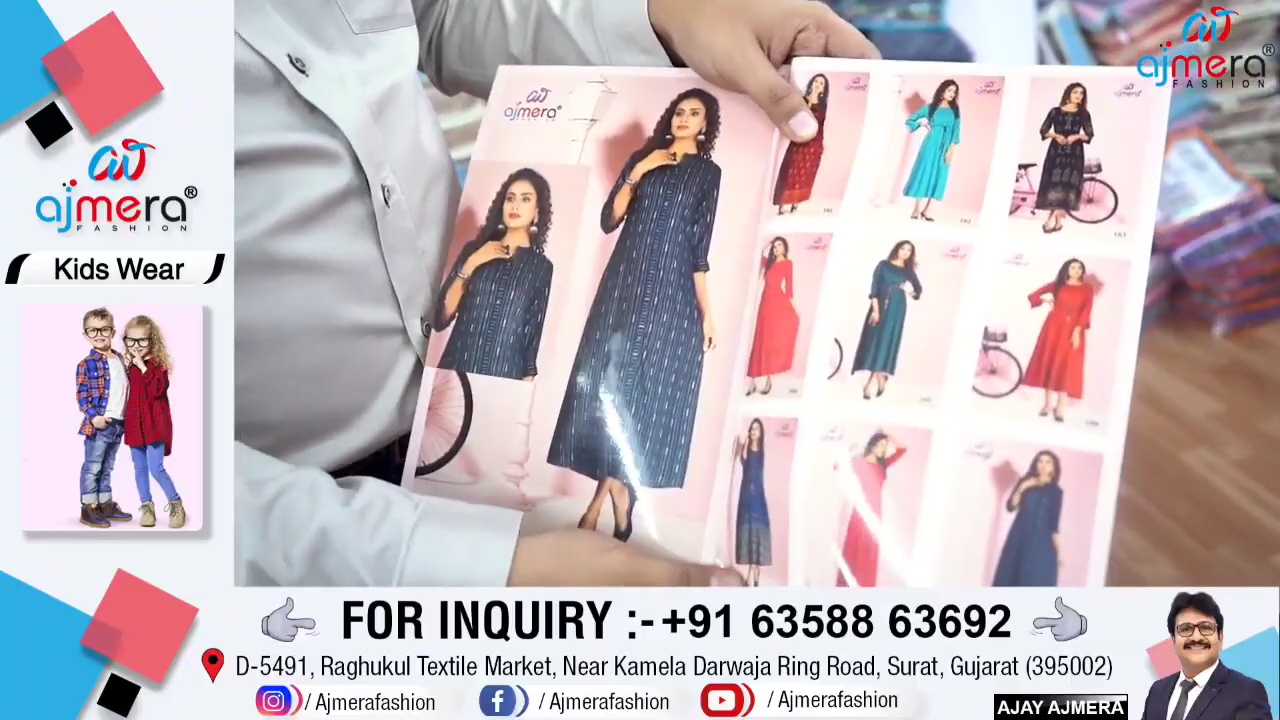 ajmera®
FASHION
ajmera®
FASHION
Kids Wear
ajmera®
FOR INQUIRY :-+91 63588 63692
D-5491, Raghukul Textile Market, Near Kamela Darwaja Ring Road, Surat, Gujarat (395002)
/ Ajmerafashion
/ Ajmerafashion
/ Ajmerafashion
AJAY AJMERA